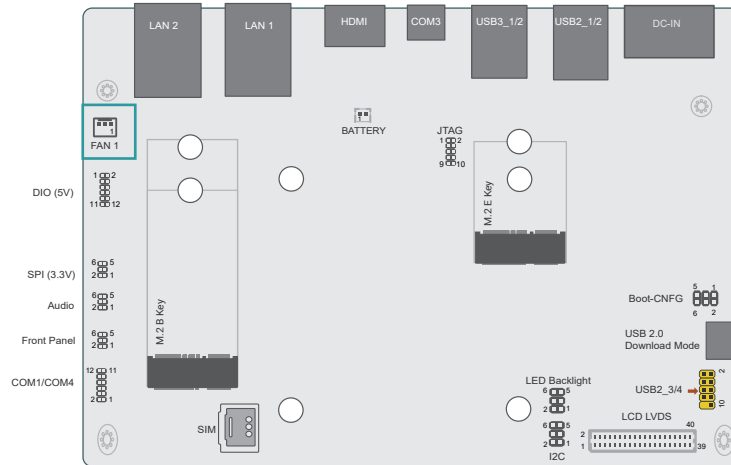 LAN 2
LAN 1
HDMI
COM3
USB3_1/2
USB2_1/2
DC-IN
1
FAN 1
1
BATTERY
JTAG
1 2
9 10
DIO (5V)
1 2
11 12
M.2 E Key
SPI (3.3V)
6 5
2 1
Audio
6 5
2 1
Front Panel
6 5
2 1
M.2 B Key
COM1/COM4
12 11
2 1
SIM
Boot-CNFG
5 1
6 2
USB 2.0
Download Mode
USB2_3/4
2
10
LED Backlight
6 5
2 1
6 5
2 1
I2C
LCD LVDS
2 40
1 39